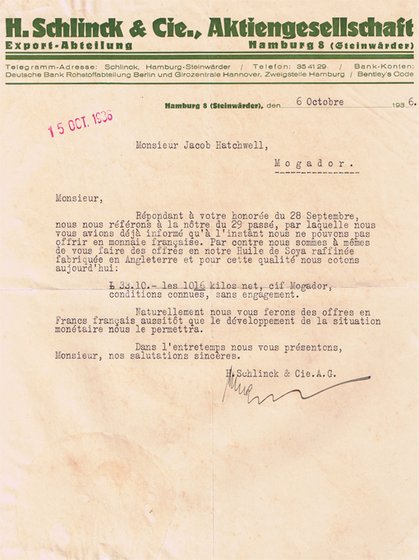 H. Schlinck & Cie., Aktiengesellschaft
Export-Abteilung Hamburg 8 (Steinwärder)
Telegramm-Adresse: Schlinck, Hamburg-Steinwärder / Telefon: 35 41 29 / Bank-Konten:
Deutsche Bank Rohstoffabteilung Berlin und Girozentrale Hannover, Zweigstelle Hamburg / Bentley's Code
Hamburg 8 (Steinwärder), den 6 Octobre 1936.
15 OCT. 1936
Monsieur Jacob Hatchwell,
Mogador.
Monsieur,
Répondant à votre honorée du 28 Septembre,
nous nous référons à la nôtre du 29 passé, par laquelle nous
vous avions déjà informé qu'à l'instant nous ne pouvons pas
offrir en monnaie française. Par contre nous sommes à mêmes
de vous faire des offres en notre Huile de Soya raffinée
fabriquée en Angleterre et pour cette qualité nous cotons
aujourd'hui:
£ 33.10.- les 1016 kilos net, cif Mogador,
conditions connues, sans engagement.
Naturellement nous vous ferons des offres en
Francs français aussitôt que le développement de la situation
monétaire nous le permettra.
Dans l'entretemps nous vous présentons,
Monsieur, nos salutations sincères.
H.Schlinck & Cie.A.G.